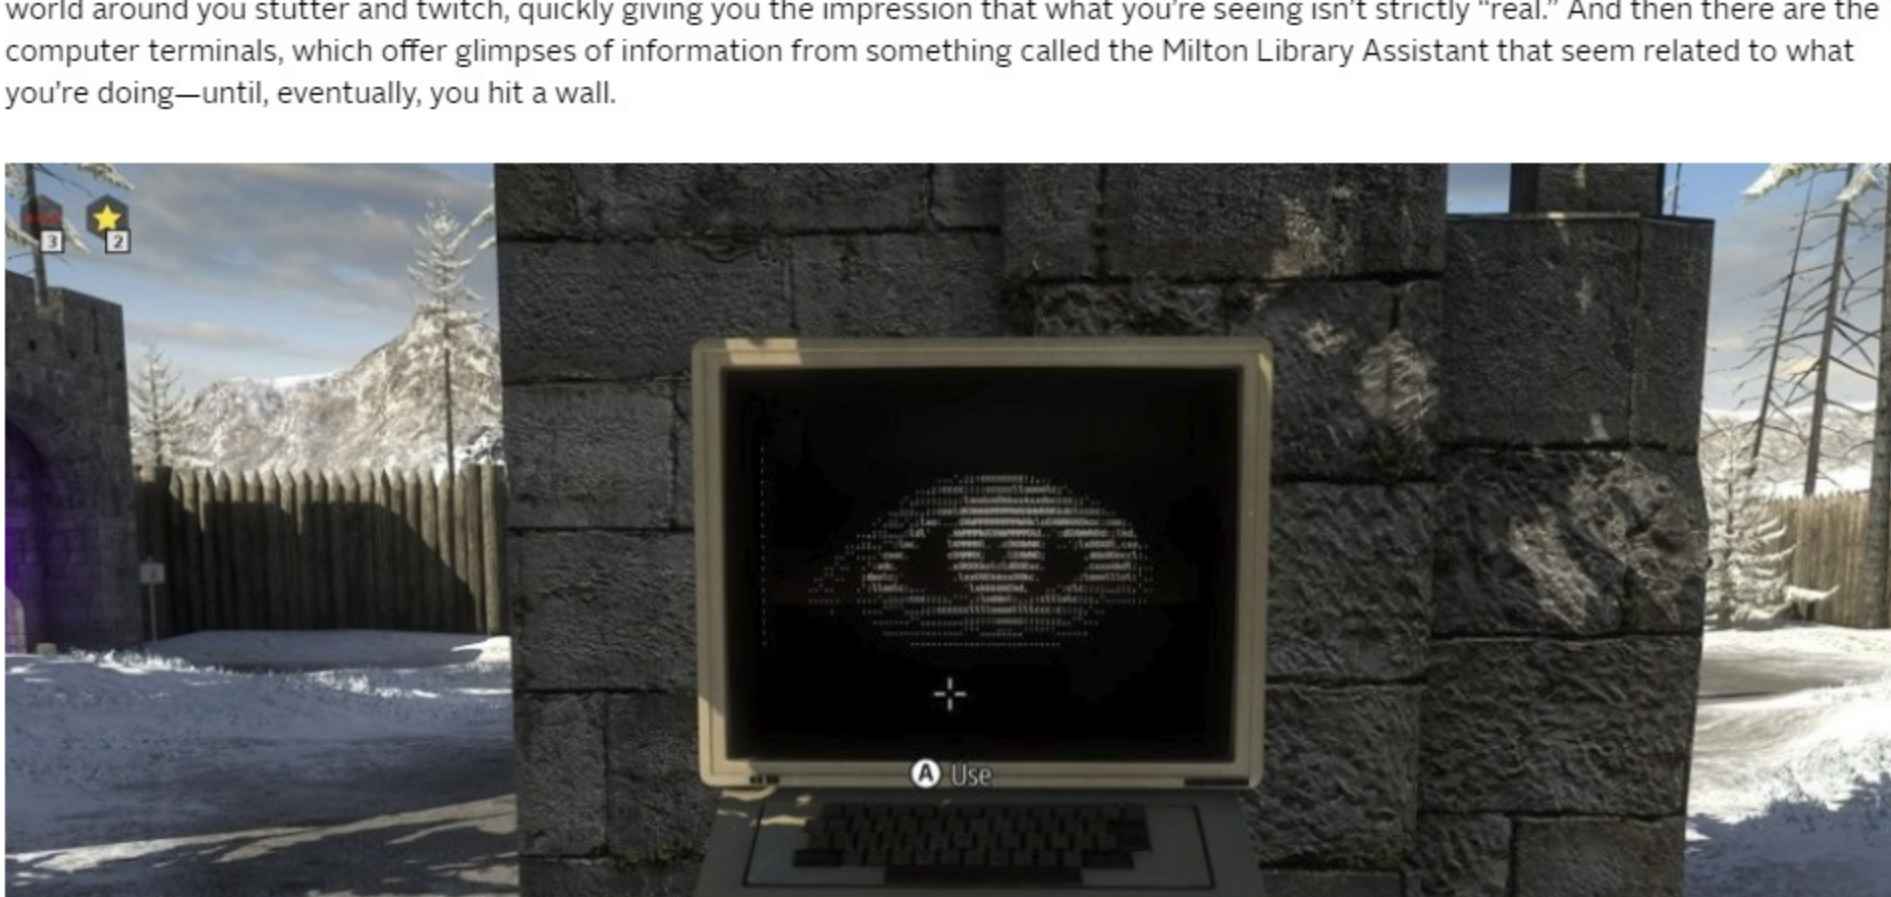 world around you stutter and twitch, quickly giving you the impression that what you’re seeing isn’t strictly “real.” And then there are the
computer terminals, which offer glimpses of information from something called the Milton Library Assistant that seem related to what
you’re doing—until, eventually, you hit a wall.
3 2
A Use